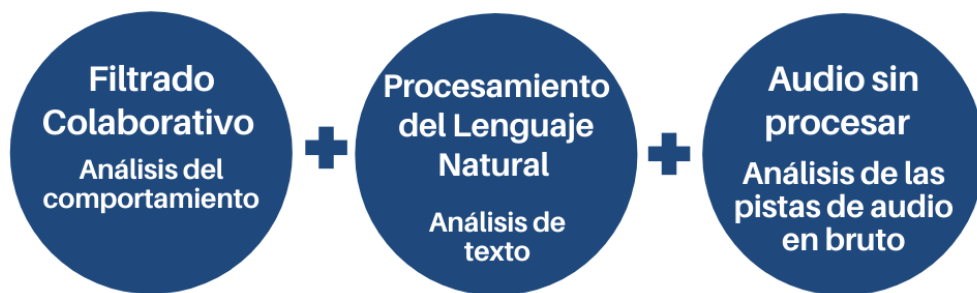 Filtrado
Colaborativo
Análisis del
comportamiento
Procesamiento
del Lenguaje
Natural
Análisis de
texto
Audio sin
procesar
Análisis de las
pistas de audio
en bruto